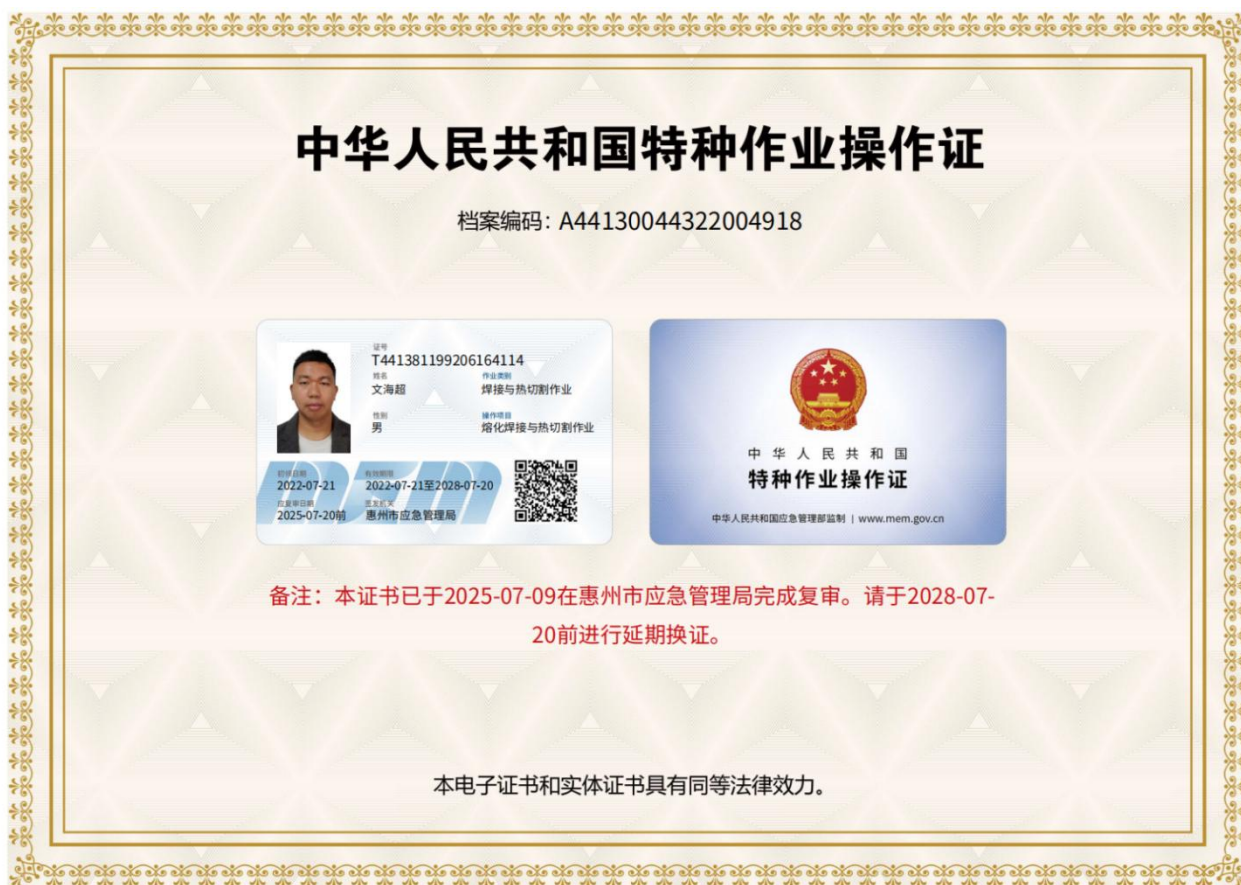 中华人民共和国特种作业操作证
档案编码：A44130044322004918
证号
T441381199206164114
姓名
作业类别
文海超
焊接与热切割作业
性别
操作项目
男
熔化焊接与热切割作业
初领日期
有效期限
2022-07-21
2022-07-21至2028-07-20
应复审日期
签发机关
2025-07-20前
惠州市应急管理局
中华人民共和国
特种作业操作证
中华人民共和国应急管理部监制 | www.mem.gov.cn
备注：本证书已于2025-07-09在惠州市应急管理局完成复审。请于2028-07-
20前进行延期换证。
本电子证书和实体证书具有同等法律效力。